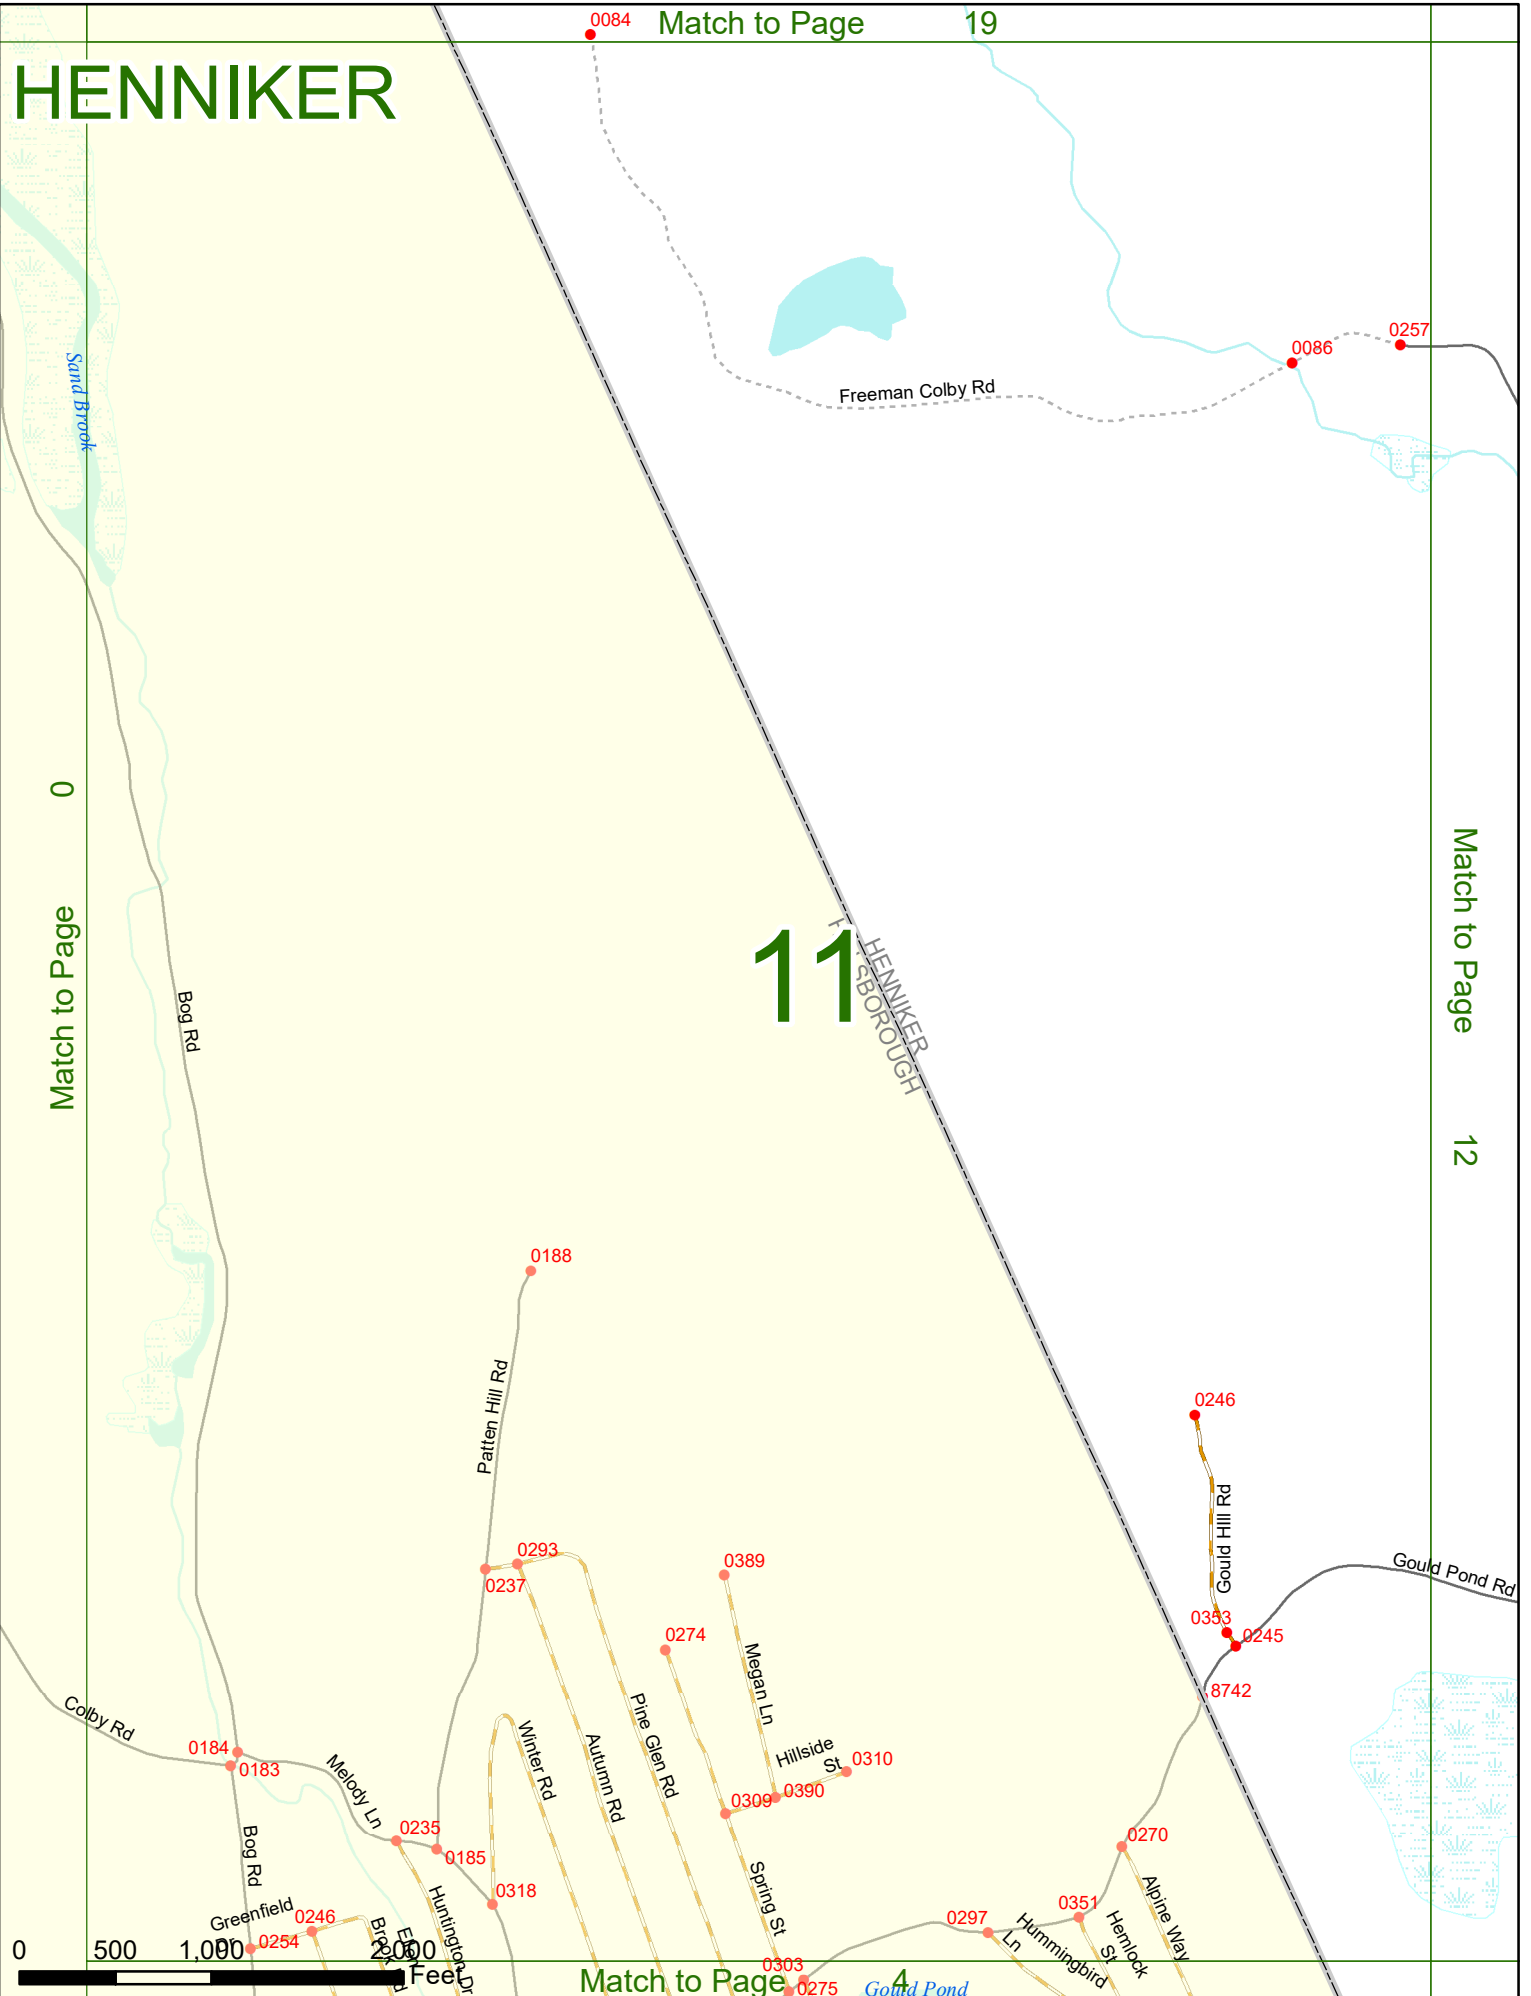 0084
Match to Page 19
HENNIKER
0257
0086
Sand Brook
Freeman Colby Rd
Match to Page 0
Match to Page 12
11
HENNIKER
SBOROUGH
Bog Rd
0188
Patten Hill Rd
0246
Gould HIll Rd
Gould Pond Rd
0293
0237
0389
0274
0353
0245
Megan Ln
8742
Colby Rd
Pine Glen Rd
Winter Rd
Autumn Rd
0184
0183
Melody Ln
Hillside
St
0310
0390
0309
0235
0185
0270
Bog Rd
Spring St
Huntington Dr
0318
0351
Alpine Way
Greenfield
Dr
0246
0254
Brook Rd
0297
Hummingbird
Ln
Hemlock
St
0 500 1,000 2,000
Feet
0303
0275
Match to Page 4
Gould Pond